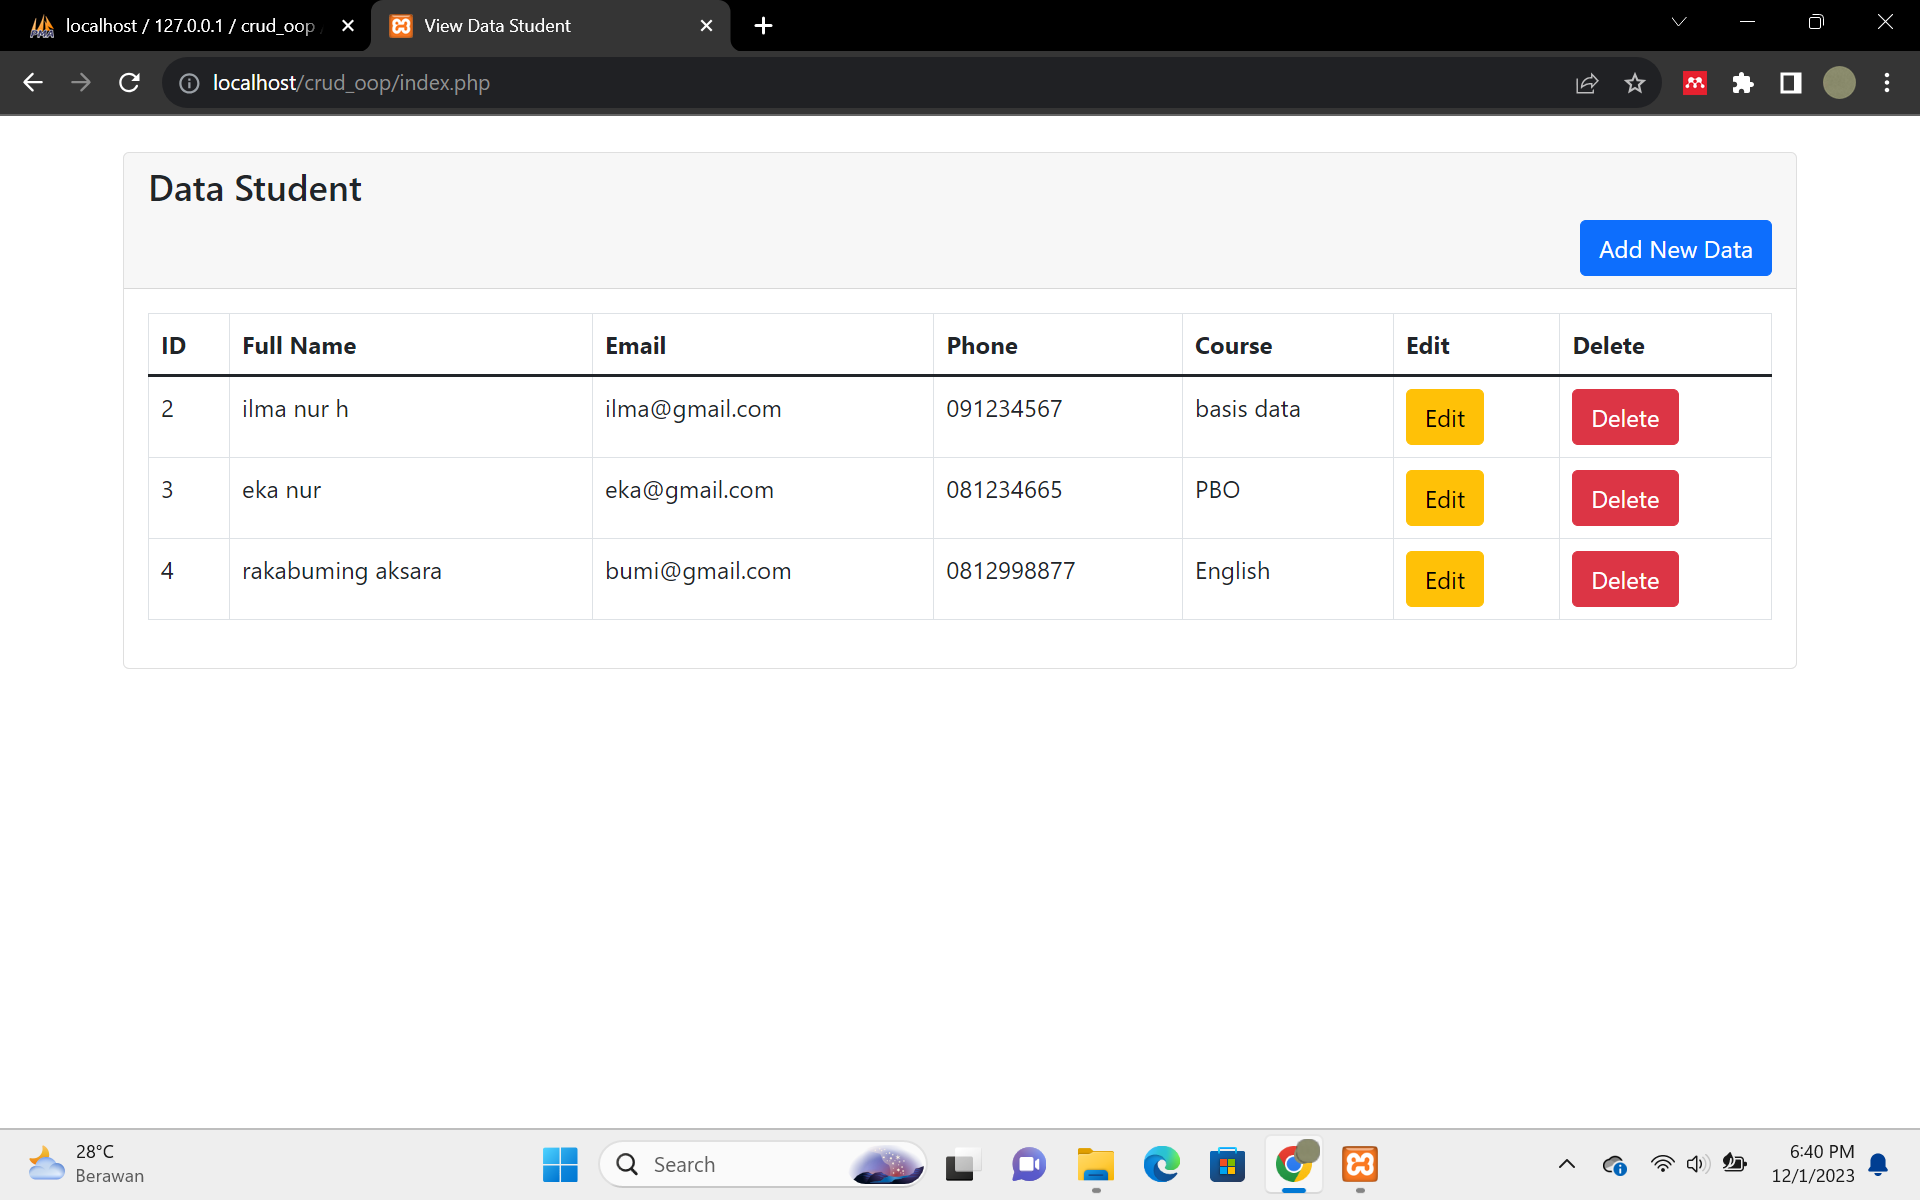 localhost / 127.0.0.1 / crud_oop
View Data Student
localhost/crud_oop/index.php
Data Student
Add New Data
ID Full Name Email Phone Course Edit Delete
2 ilma nur h ilma@gmail.com 091234567 basis data Edit Delete
3 eka nur eka@gmail.com 081234665 PBO Edit Delete
4 rakabuming aksara bumi@gmail.com 0812998877 English Edit Delete
28°C
Berawan
Search
6:40 PM
12/1/2023